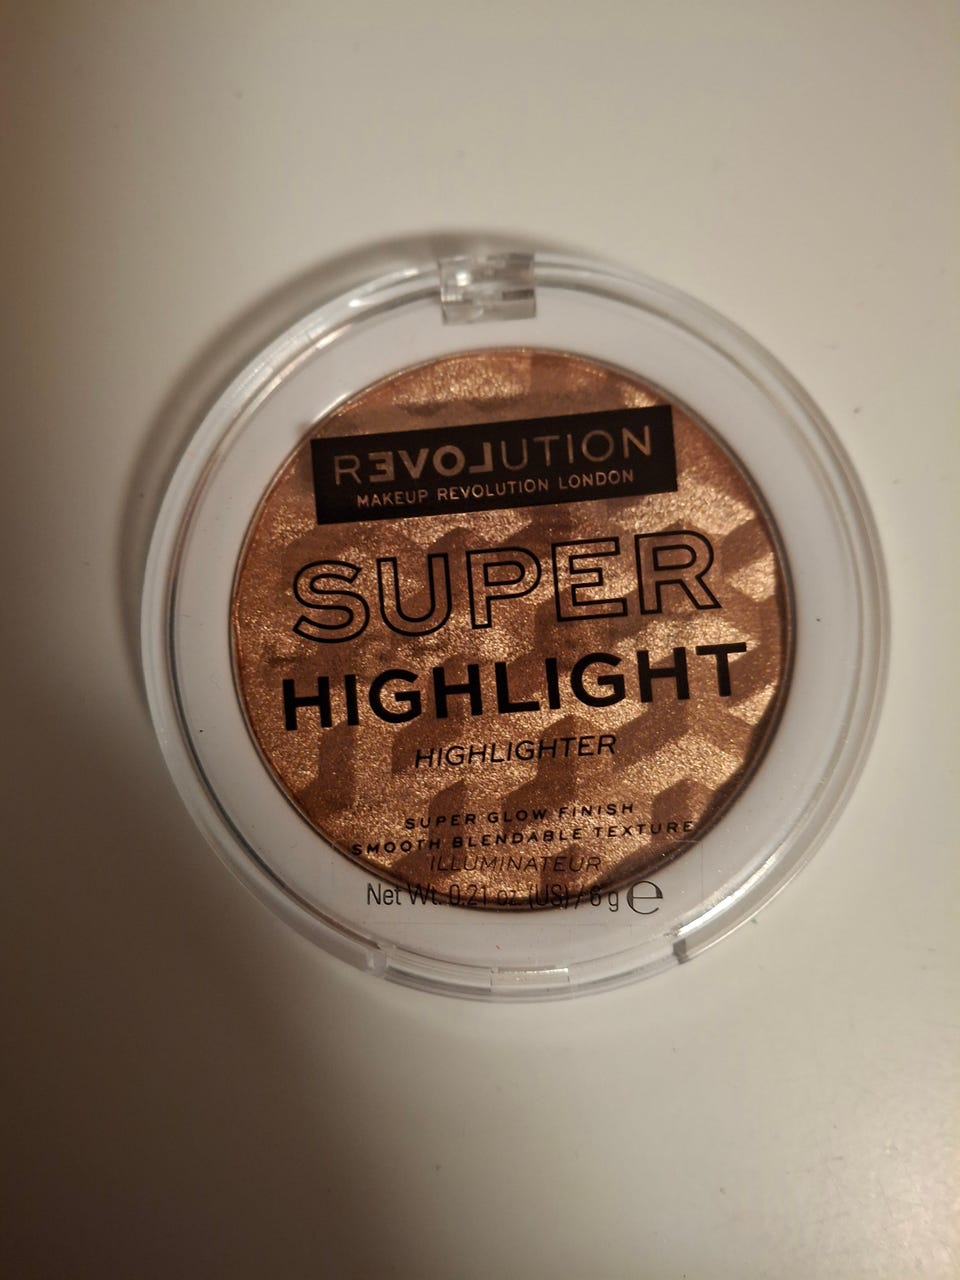 REVOLUTION
MAKEUP REVOLUTION LONDON
SUPER
HIGHLIGHT
HIGHLIGHTER
SUPER GLOW FINISH
SMOOTH BLENDABLE TEXTURE
ILLUMINATEUR
Net Wt. 0.21 oz (US) / 6 g ℮